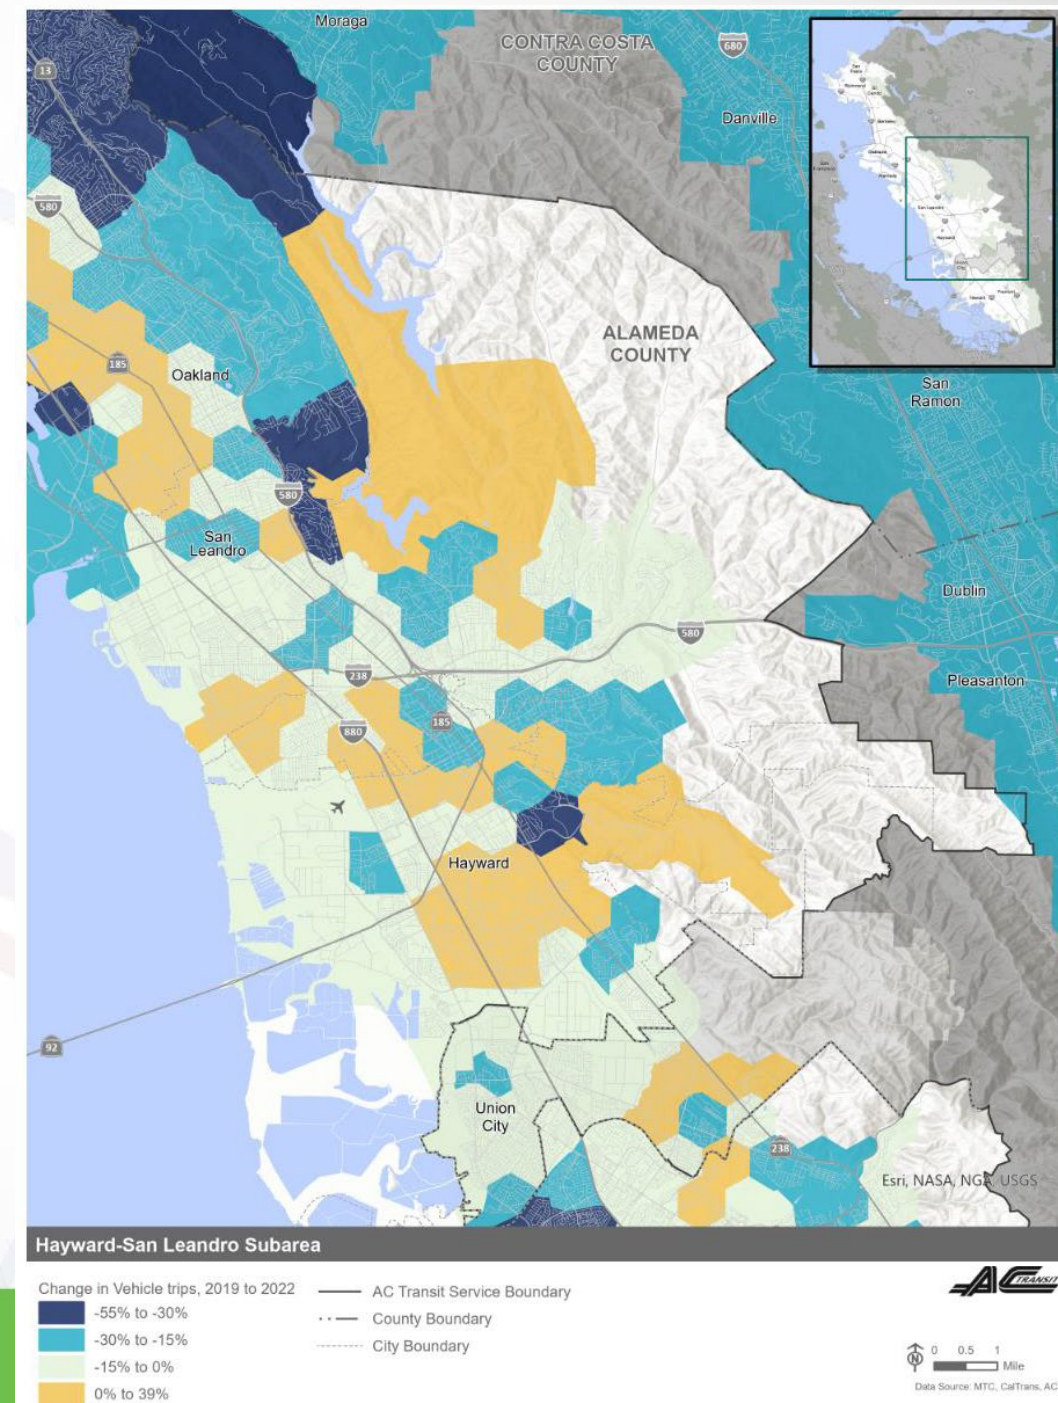 Moraga
CONTRA COSTA
COUNTY
680
13
Danville
580
ALAMEDA
COUNTY
185
Oakland
San
Ramon
580
San
Leandro
Dublin
580
238
Pleasanton
185
880
Hayward
92
Union
City
238
Esri, NASA, NGA, USGS
Hayward-San Leandro Subarea
Change in Vehicle trips, 2019 to 2022
-55% to -30%
-30% to -15%
-15% to 0%
0% to 39%
AC Transit Service Boundary
County Boundary
City Boundary
AC TRANSIT
N
0 0.5 1
Mile
Data Source: MTC, CalTrans, AC